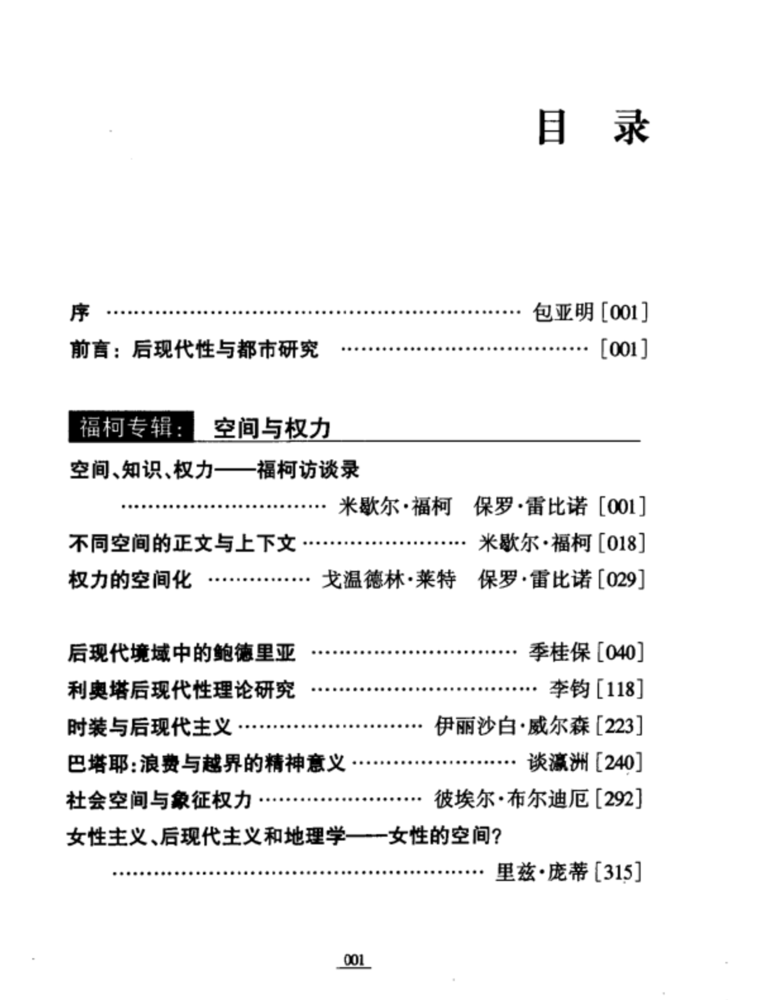 目 录
序 ………………………………………………… 包亚明[001]
前言：后现代性与都市研究 ……………………………… [001]
福柯专辑： 空间与权力
空间、知识、权力——福柯访谈录
………………………… 米歇尔·福柯 保罗·雷比诺 [001]
不同空间的正文与上下文 …………………… 米歇尔·福柯[018]
权力的空间化 …………… 戈温德林·莱特 保罗·雷比诺[029]
后现代境域中的鲍德里亚 ………………………… 季桂保[040]
利奥塔后现代性理论研究 …………………………… 李钧[118]
时装与后现代主义 ……………………… 伊丽沙白·威尔森[223]
巴塔耶：浪费与越界的精神意义 …………………… 谈瀛洲[240]
社会空间与象征权力 …………………… 彼埃尔·布尔迪厄[292]
女性主义、后现代主义和地理学——女性的空间？
……………………………………………… 里兹·庞蒂[315]
001